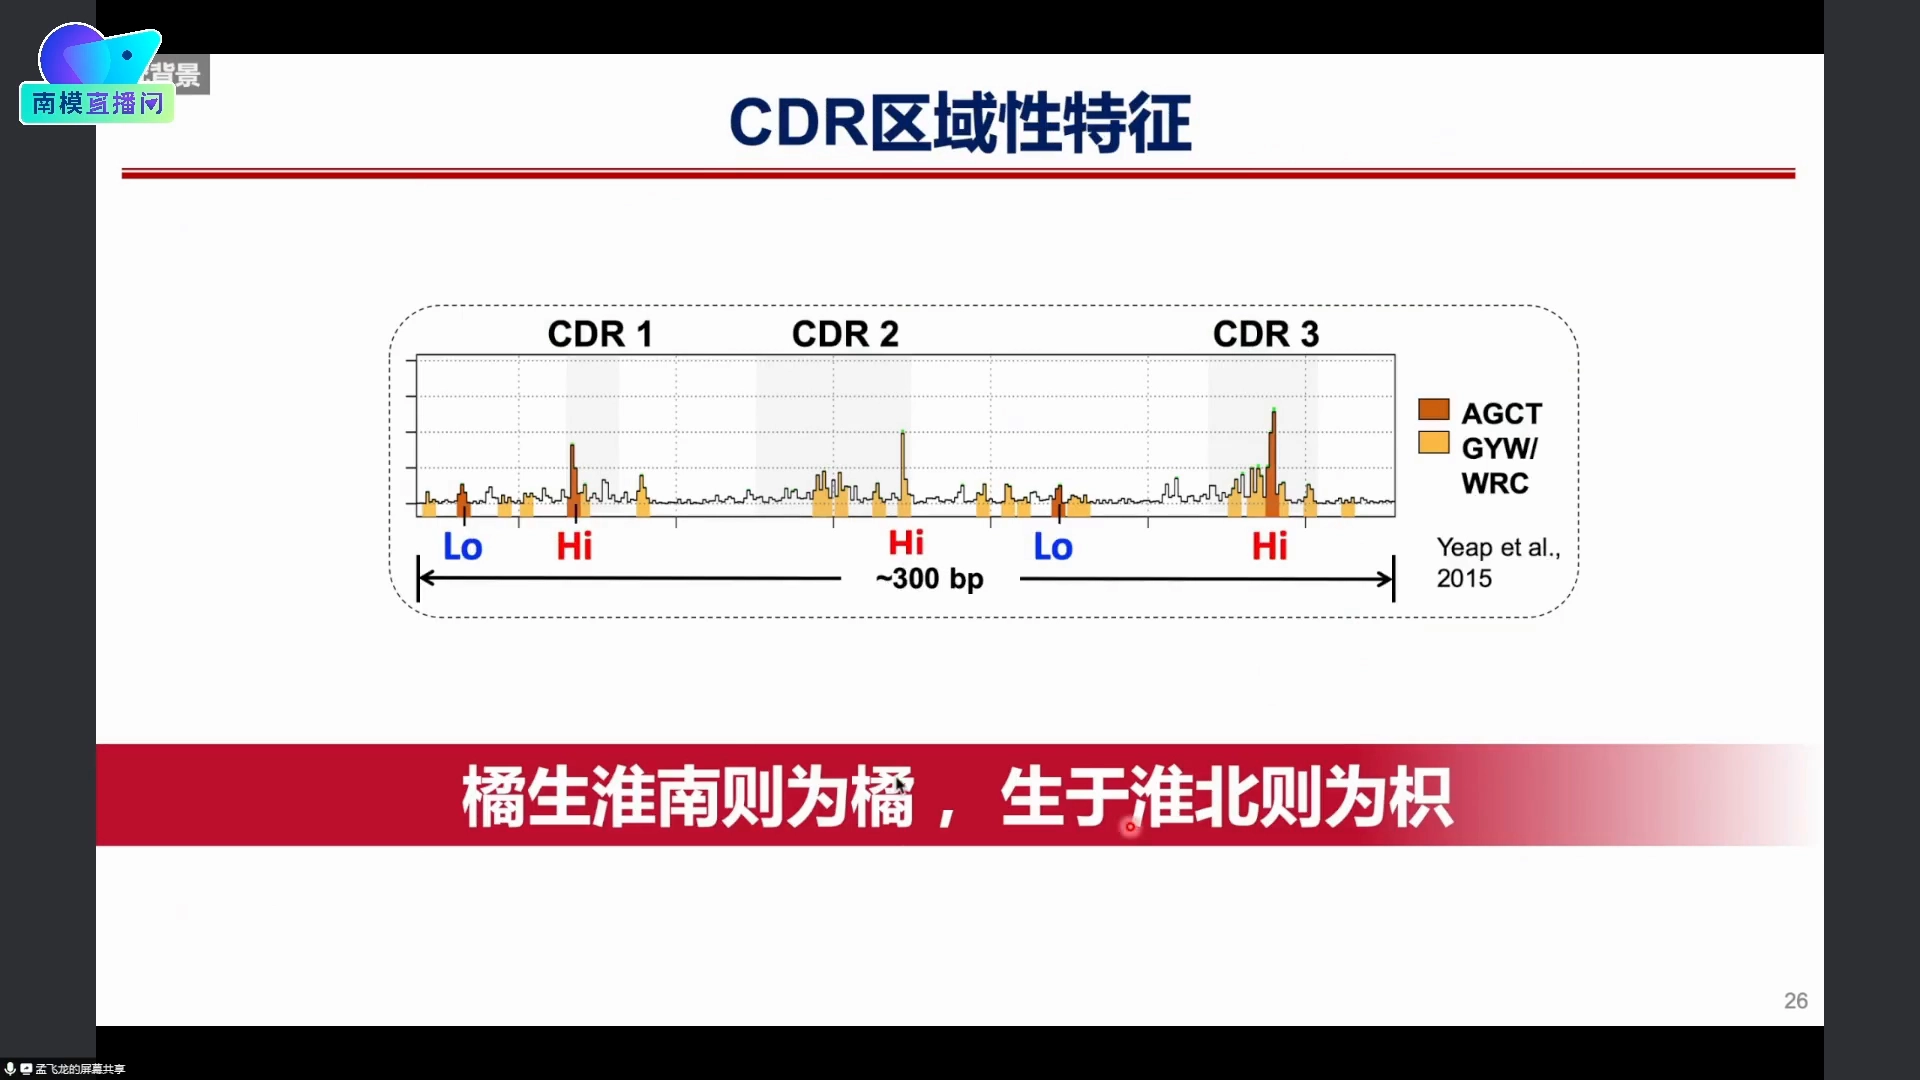 南模直播间
背景
CDR区域性特征
CDR 1
CDR 2
CDR 3
AGCT
GYW/
WRC
Lo
Hi
Hi
Lo
Hi
~300 bp
Yeap et al.,
2015
橘生淮南则为橘，生于淮北则为枳
26
孟飞龙的屏幕共享